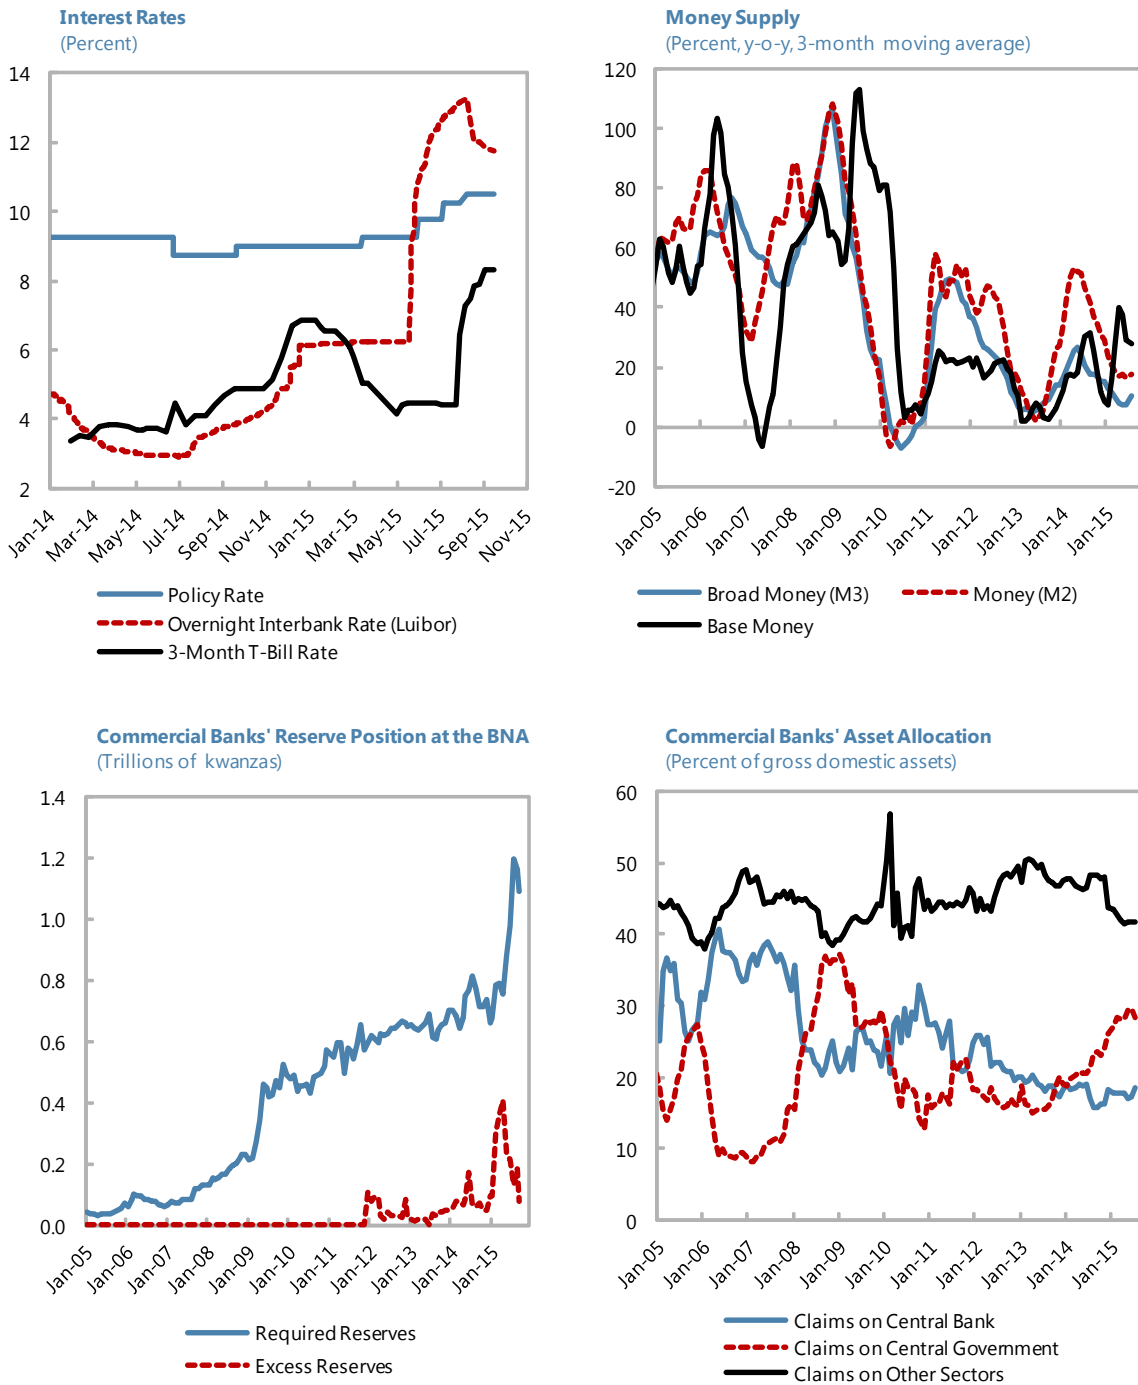 Interest Rates
(Percent)
14
12
10
8
6
4
2
Jan-14
Mar-14
May-14
Jul-14
Sep-14
Nov-14
Jan-15
Mar-15
May-15
Jul-15
Sep-15
Nov-15
Policy Rate
Overnight Interbank Rate (Luibor)
3-Month T-Bill Rate
Money Supply
(Percent, y-o-y, 3-month moving average)
120
100
80
60
40
20
0
-20
Jan-05
Jan-06
Jan-07
Jan-08
Jan-09
Jan-10
Jan-11
Jan-12
Jan-13
Jan-14
Jan-15
Broad Money (M3)
Money (M2)
Base Money
Commercial Banks' Reserve Position at the BNA
(Trillions of kwanzas)
1.4
1.2
1.0
0.8
0.6
0.4
0.2
0.0
Jan-05
Jan-06
Jan-07
Jan-08
Jan-09
Jan-10
Jan-11
Jan-12
Jan-13
Jan-14
Jan-15
Required Reserves
Excess Reserves
Commercial Banks' Asset Allocation
(Percent of gross domestic assets)
60
50
40
30
20
10
0
Jan-05
Jan-06
Jan-07
Jan-08
Jan-09
Jan-10
Jan-11
Jan-12
Jan-13
Jan-14
Jan-15
Claims on Central Bank
Claims on Central Government
Claims on Other Sectors